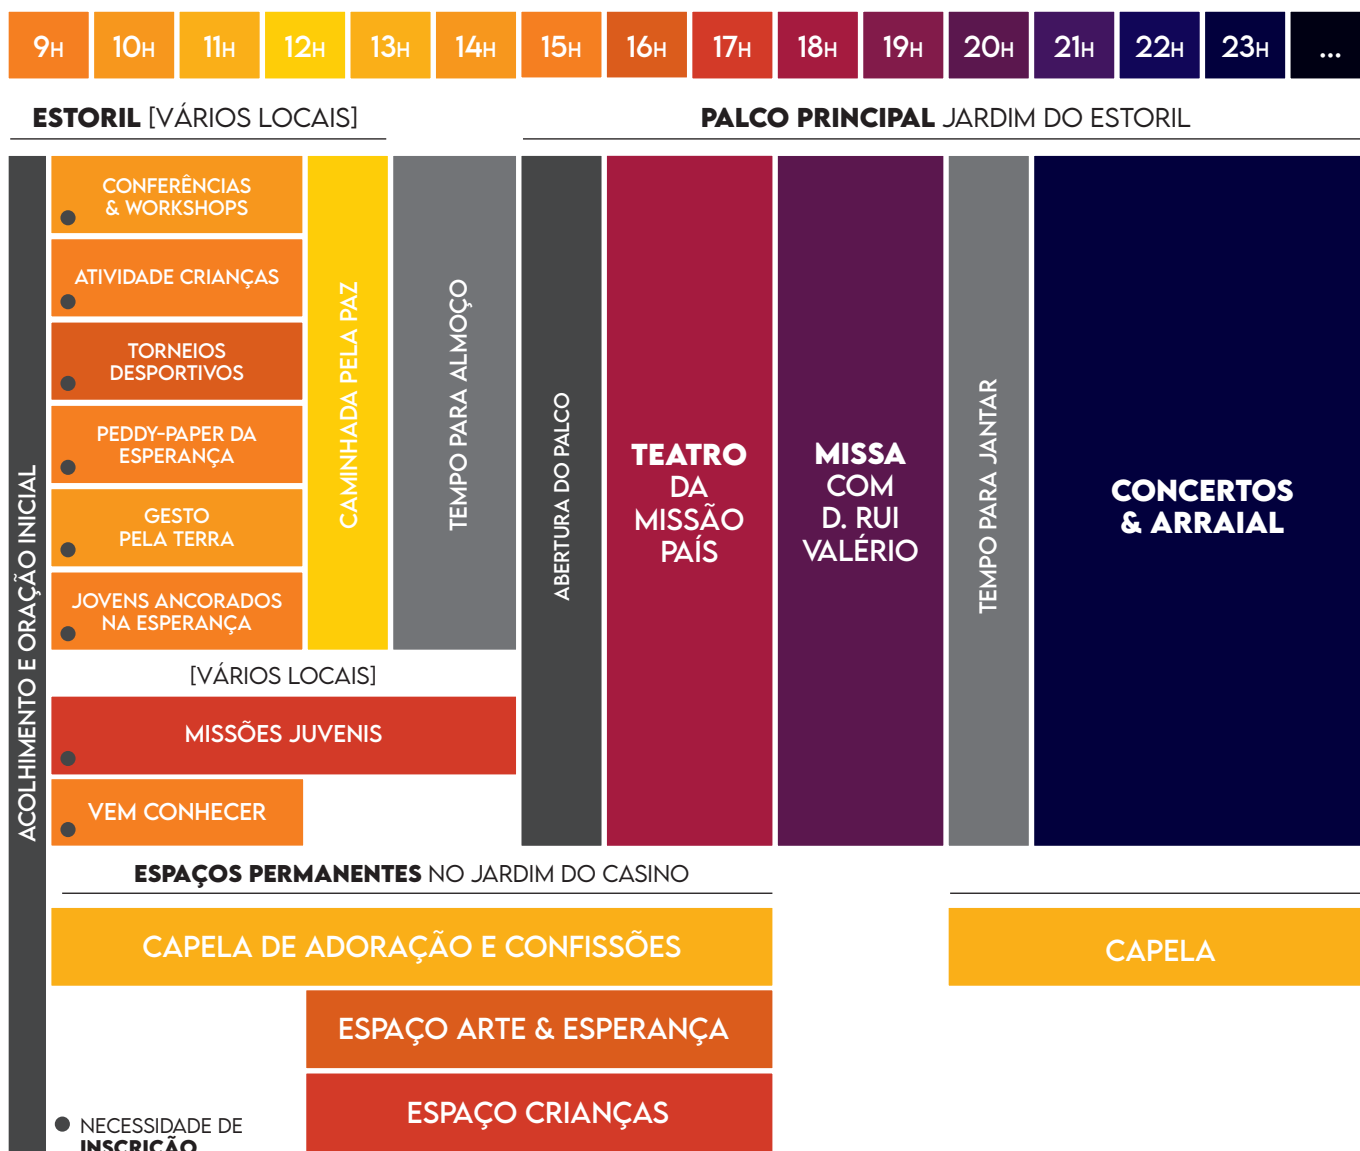 9H 10H 11H 12H 13H 14H 15H 16H 17H 18H 19H 20H 21H 22H 23H ...
ESTORIL [VÁRIOS LOCAIS]
PALCO PRINCIPAL JARDIM DO ESTORIL
ACOLHIMENTO E ORAÇÃO INICIAL
CONFERÊNCIAS
& WORKSHOPS
ATIVIDADE CRIANÇAS
TORNEIOS
DESPORTIVOS
PEDDY-PAPER DA
ESPERANÇA
GESTO
PELA TERRA
JOVENS ANCORADOS
NA ESPERANÇA
CAMINHADA PELA PAZ
TEMPO PARA ALMOÇO
[VÁRIOS LOCAIS]
MISSÕES JUVENIS
VEM CONHECER
ABERTURA DO PALCO
TEATRO
DA
MISSÃO
PAÍS
MISSA
COM
D. RUI
VALÉRIO
TEMPO PARA JANTAR
CONCERTOS
& ARRAIAL
ESPAÇOS PERMANENTES NO JARDIM DO CASINO
CAPELA DE ADORAÇÃO E CONFISSÕES
CAPELA
ESPAÇO ARTE & ESPERANÇA
ESPAÇO CRIANÇAS
NECESSIDADE DE
INSCRIÇÃO